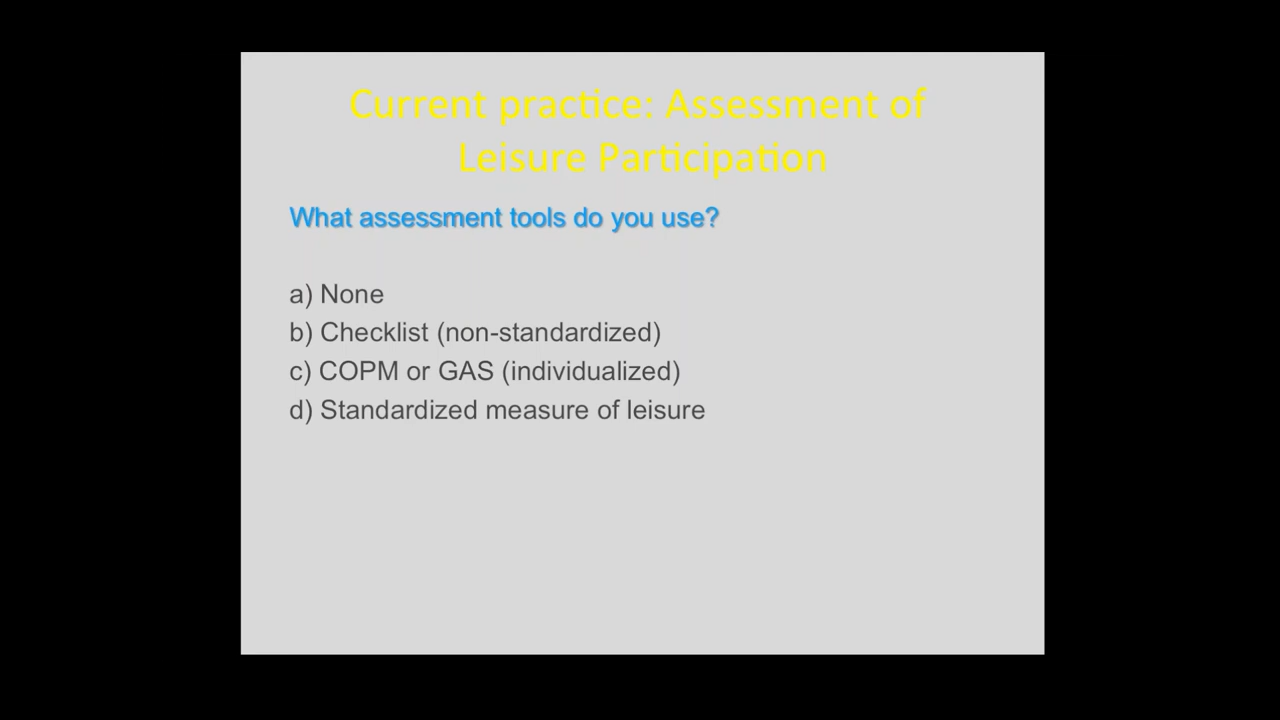 Current practice: Assessment of
Leisure Participation
What assessment tools do you use?
a) None
b) Checklist (non-standardized)
c) COPM or GAS (individualized)
d) Standardized measure of leisure